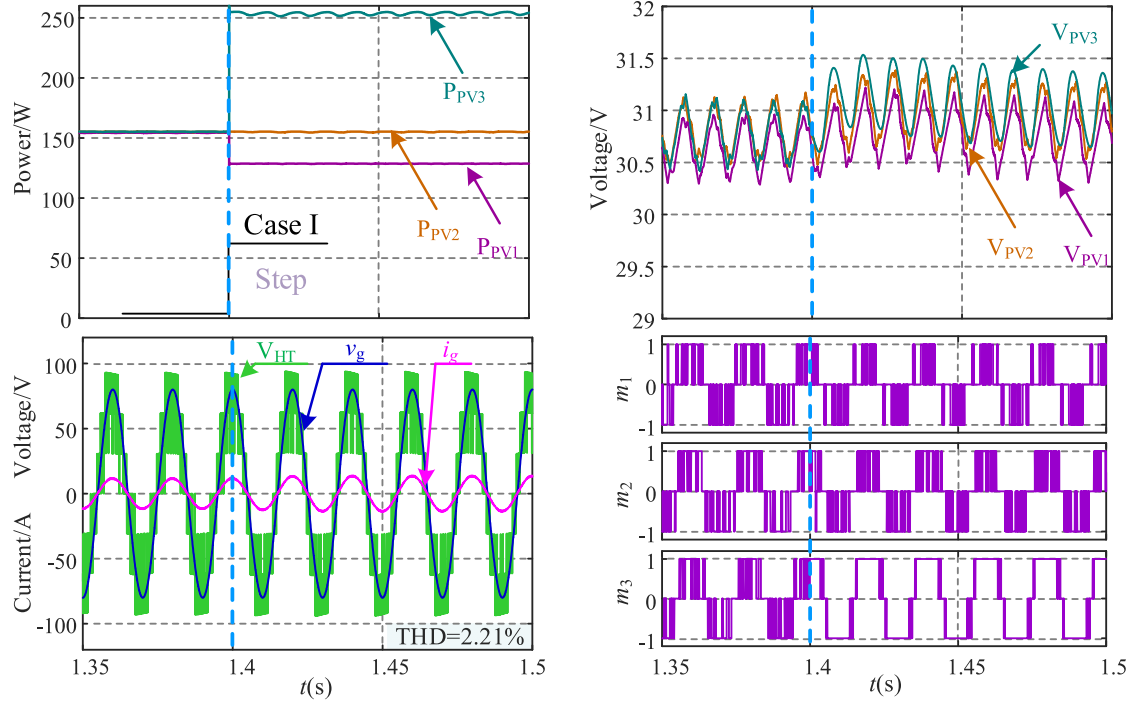 250
200
150
100
50
0
Power/W
P_PV3
P_PV2
P_PV1
Case I
Step
32
31.5
31
30.5
30
29.5
29
Voltage/V
V_PV3
V_PV2
V_PV1
100
50
0
-50
-100
Current/A Voltage/V
V_HT
v_g
i_g
THD=2.21%
1.35
1.4
1.45
1.5
t(s)
1
0
-1
m_1
1
0
-1
m_2
1
0
-1
m_3
1.35
1.4
1.45
1.5
t(s)